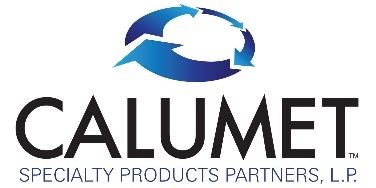 CALUMET™
SPECIALTY PRODUCTS PARTNERS, L.P.